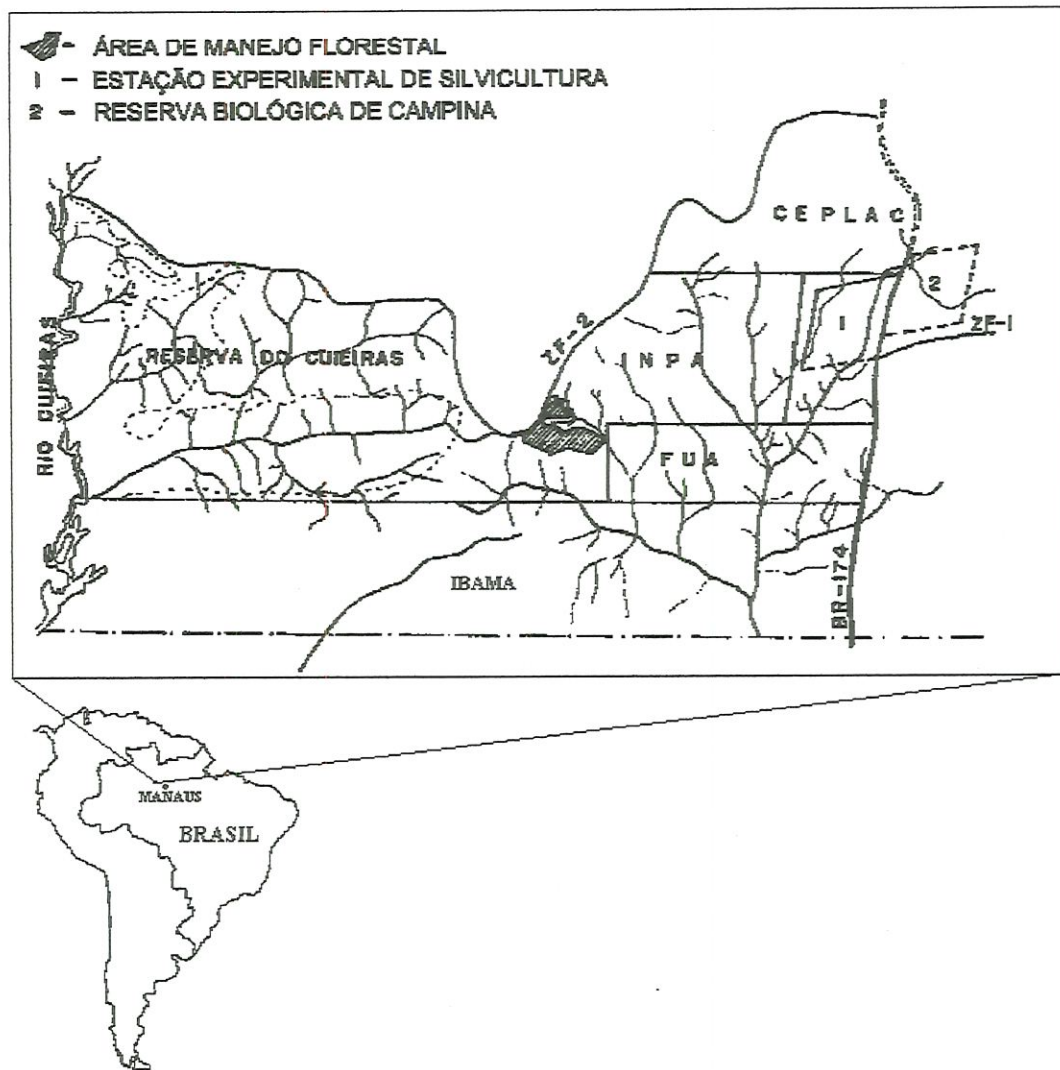 - ÁREA DE MANEJO FLORESTAL
1 - ESTAÇÃO EXPERIMENTAL DE SILVICULTURA
2 - RESERVA BIOLÓGICA DE CAMPINA
CEPLAC
2
ZF-1
1
ZF-2
INPA
RESERVA DO CUIEIRAS
RIO CUIEIRAS
FUA
BR-174
IBAMA
MANAUS
BRASIL